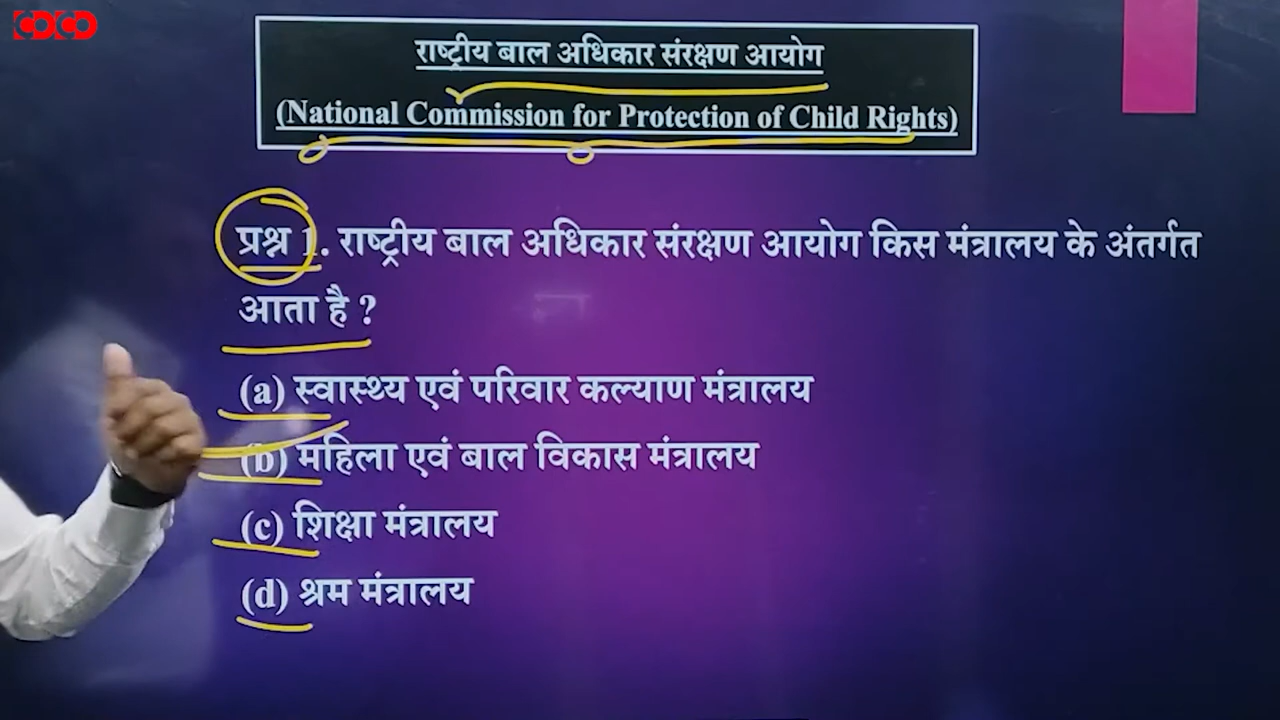 COCO
राष्ट्रीय बाल अधिकार संरक्षण आयोग
(National Commission for Protection of Child Rights)
प्रश्न 1. राष्ट्रीय बाल अधिकार संरक्षण आयोग किस मंत्रालय के अंतर्गत
आता है ?
(a) स्वास्थ्य एवं परिवार कल्याण मंत्रालय
(b) महिला एवं बाल विकास मंत्रालय
(c) शिक्षा मंत्रालय
(d) श्रम मंत्रालय